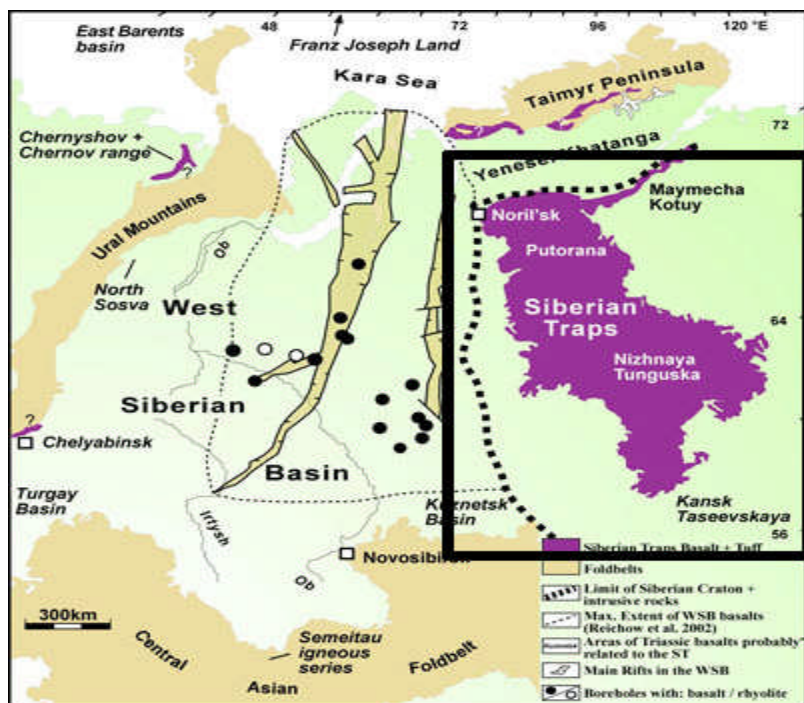 48
72
96
120 °E
East Barents
basin
Franz Joseph Land
Kara Sea
Taimyr Peninsula
72
Chernyshov +
Chernov range
?
Yenesei Khatanga
Maymecha
Kotuy
Noril'sk
Ural Mountains
Putorana
Ob
North
Sosva
West
Siberian
Traps
64
Nizhnaya
Tunguska
Siberian
?
Chelyabinsk
Basin
Turgay
Basin
Kuznetsk
Basin
Kansk
Taseevskaya
56
Irtysh
Novosibirsk
Ob
300km
Semeitau
igneous
series
Central
Asian
Foldbelt
Siberian Traps Basalt + Tuff
Foldbelts
Limit of Siberian Craton +
intrusive rocks
Max. Extent of WSB basalts
(Reichow et al. 2002)
Areas of Triassic basalts probably
related to the ST
Main Rifts in the WSB
Boreholes with: basalt / rhyolite